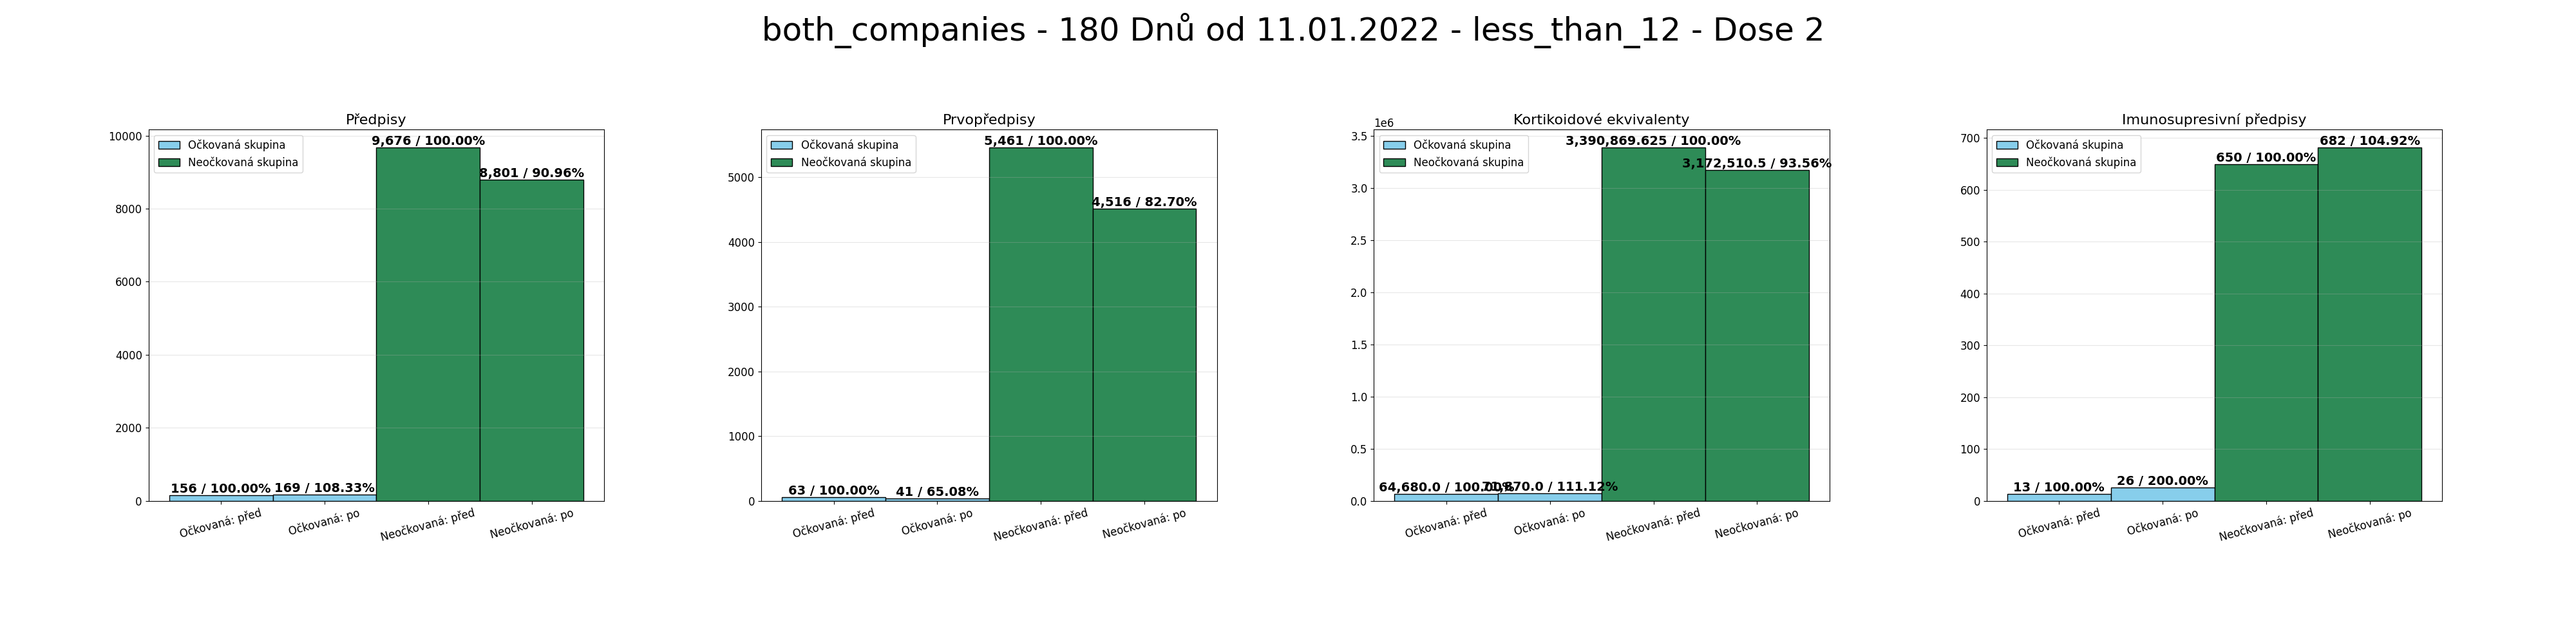 both_companies - 180 Dnů od 11.01.2022 - less_than_12 - Dose 2
Předpisy
10000
8000
6000
4000
2000
0
Očkovaná skupina
Neočkovaná skupina
156 / 100.00%
169 / 108.33%
9,676 / 100.00%
8,801 / 90.96%
Očkovaná: před
Očkovaná: po
Neočkovaná: před
Neočkovaná: po
Prvopředpisy
5000
4000
3000
2000
1000
0
Očkovaná skupina
Neočkovaná skupina
63 / 100.00%
41 / 65.08%
5,461 / 100.00%
4,516 / 82.70%
Očkovaná: před
Očkovaná: po
Neočkovaná: před
Neočkovaná: po
Kortikoidové ekvivalenty
1e6
3.5
3.0
2.5
2.0
1.5
1.0
0.5
0.0
Očkovaná skupina
Neočkovaná skupina
64,680.0 / 100.00%
71,870.0 / 111.12%
3,390,869.625 / 100.00%
3,172,510.5 / 93.56%
Očkovaná: před
Očkovaná: po
Neočkovaná: před
Neočkovaná: po
Imunosupresivní předpisy
700
600
500
400
300
200
100
0
Očkovaná skupina
Neočkovaná skupina
13 / 100.00%
26 / 200.00%
650 / 100.00%
682 / 104.92%
Očkovaná: před
Očkovaná: po
Neočkovaná: před
Neočkovaná: po